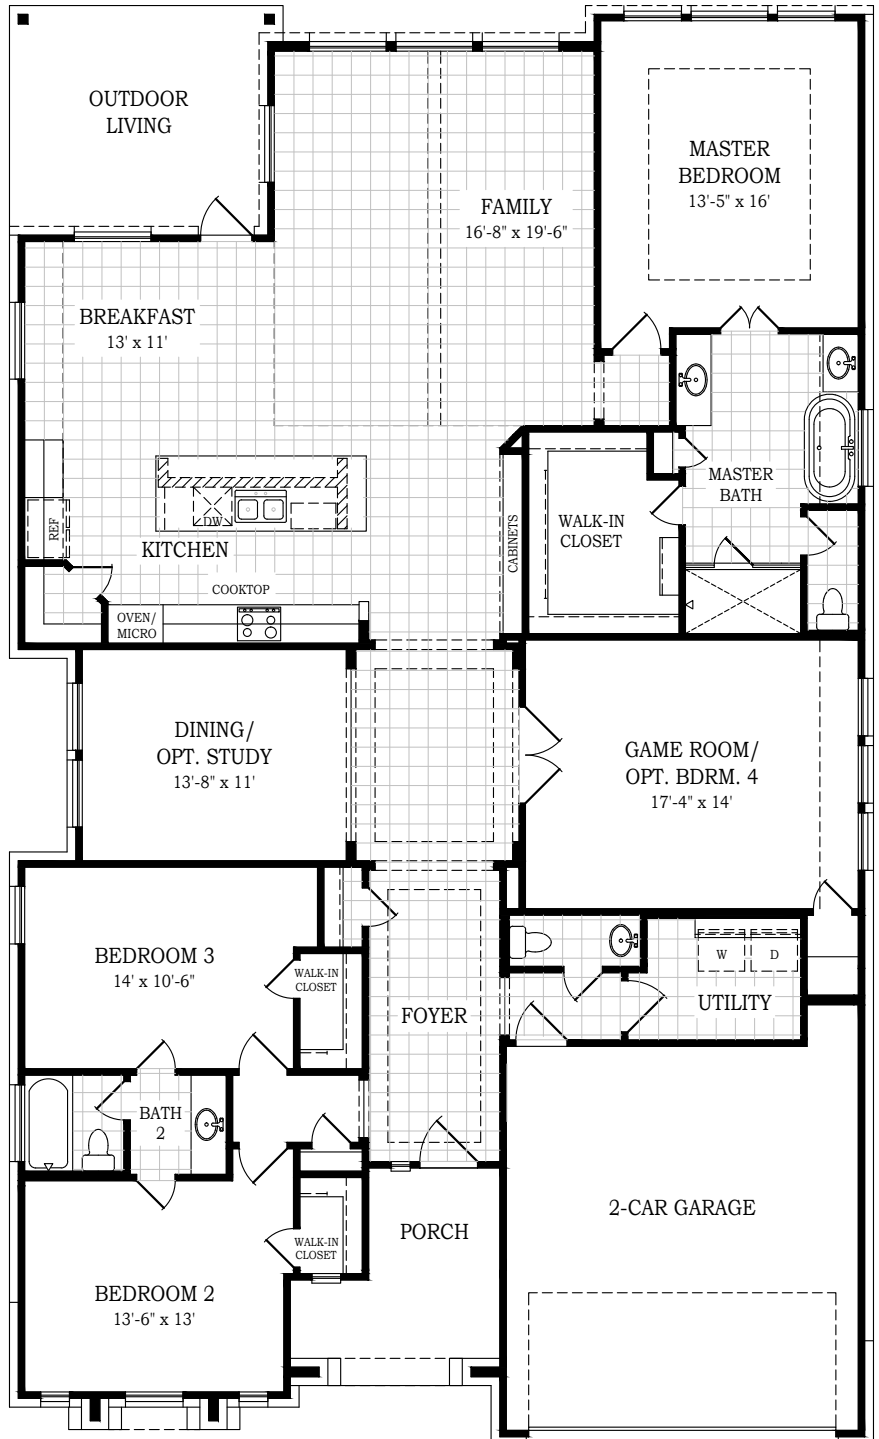 OUTDOOR
LIVING
MASTER
BEDROOM
13'-5" x 16'
FAMILY
16'-8" x 19'-6"
BREAKFAST
13' x 11'
MASTER
BATH
REF
DW
KITCHEN
CABINETS
WALK-IN
CLOSET
COOKTOP
OVEN/
MICRO
DINING/
OPT. STUDY
13'-8" x 11'
GAME ROOM/
OPT. BDRM. 4
17'-4" x 14'
BEDROOM 3
14' x 10'-6"
WALK-IN
CLOSET
FOYER
W
D
UTILITY
BATH
2
2-CAR GARAGE
PORCH
WALK-IN
CLOSET
BEDROOM 2
13'-6" x 13'